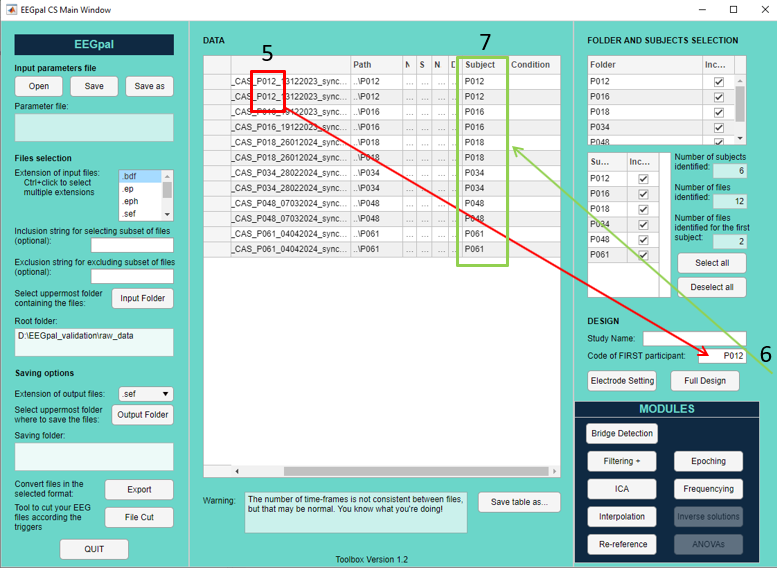 EEGpal CS Main Window
EEGpal
Input parameters file
Open Save Save as
Parameter file:
Files selection
Extension of input files:
Ctrl+click to select
multiple extensions
.bdf
.ep
.eph
.sef
Inclusion string for selecting subset of files
(optional):
Exclusion string for excluding subset of files
(optional):
Select uppermost folder
containing the files:
Input Folder
Root folder:
D:\EEGpal_validation\raw_data
Saving options
Extension of output files:
.sef
Select uppermost folder
where to save the files:
Output Folder
Saving folder:
Convert files in the
selected format:
Export
Tool to cut your EEG
files according the
triggers
File Cut
QUIT
DATA
5
7
Path N S N D Subject Condition
_CAS_P012_13122023_sync... ..\P012 ... ... ... ... P012
_CAS_P012_13122023_sync... ..\P012 ... ... ... ... P012
_CAS_P016_19122023_sync... ..\P016 ... ... ... ... P016
_CAS_P016_19122023_sync... ..\P016 ... ... ... ... P016
_CAS_P018_26012024_sync... ..\P018 ... ... ... ... P018
_CAS_P018_26012024_sync... ..\P018 ... ... ... ... P018
_CAS_P034_28022024_sync... ..\P034 ... ... ... ... P034
_CAS_P034_28022024_sync... ..\P034 ... ... ... ... P034
_CAS_P048_07032024_sync... ..\P048 ... ... ... ... P048
_CAS_P048_07032024_sync... ..\P048 ... ... ... ... P048
_CAS_P061_04042024_sync... ..\P061 ... ... ... ... P061
_CAS_P061_04042024_sync... ..\P061 ... ... ... ... P061
Warning:
The number of time-frames is not consistent between files,
but that may be normal. You know what you're doing!
Save table as...
Toolbox Version 1.2
FOLDER AND SUBJECTS SELECTION
Folder Inc...
P012
P016
P018
P034
P048
Su... Inc...
P012
P016
P018
P034
P048
P061
Number of subjects
identified:
6
Number of files
identified:
12
Number of files
identified for the first
subject:
2
Select all
Deselect all
DESIGN
Study Name:
Code of FIRST participant:
P012
6
Electrode Setting Full Design
MODULES
Bridge Detection
Filtering + Epoching
ICA Frequencying
Interpolation Inverse solutions
Re-reference ANOVAs